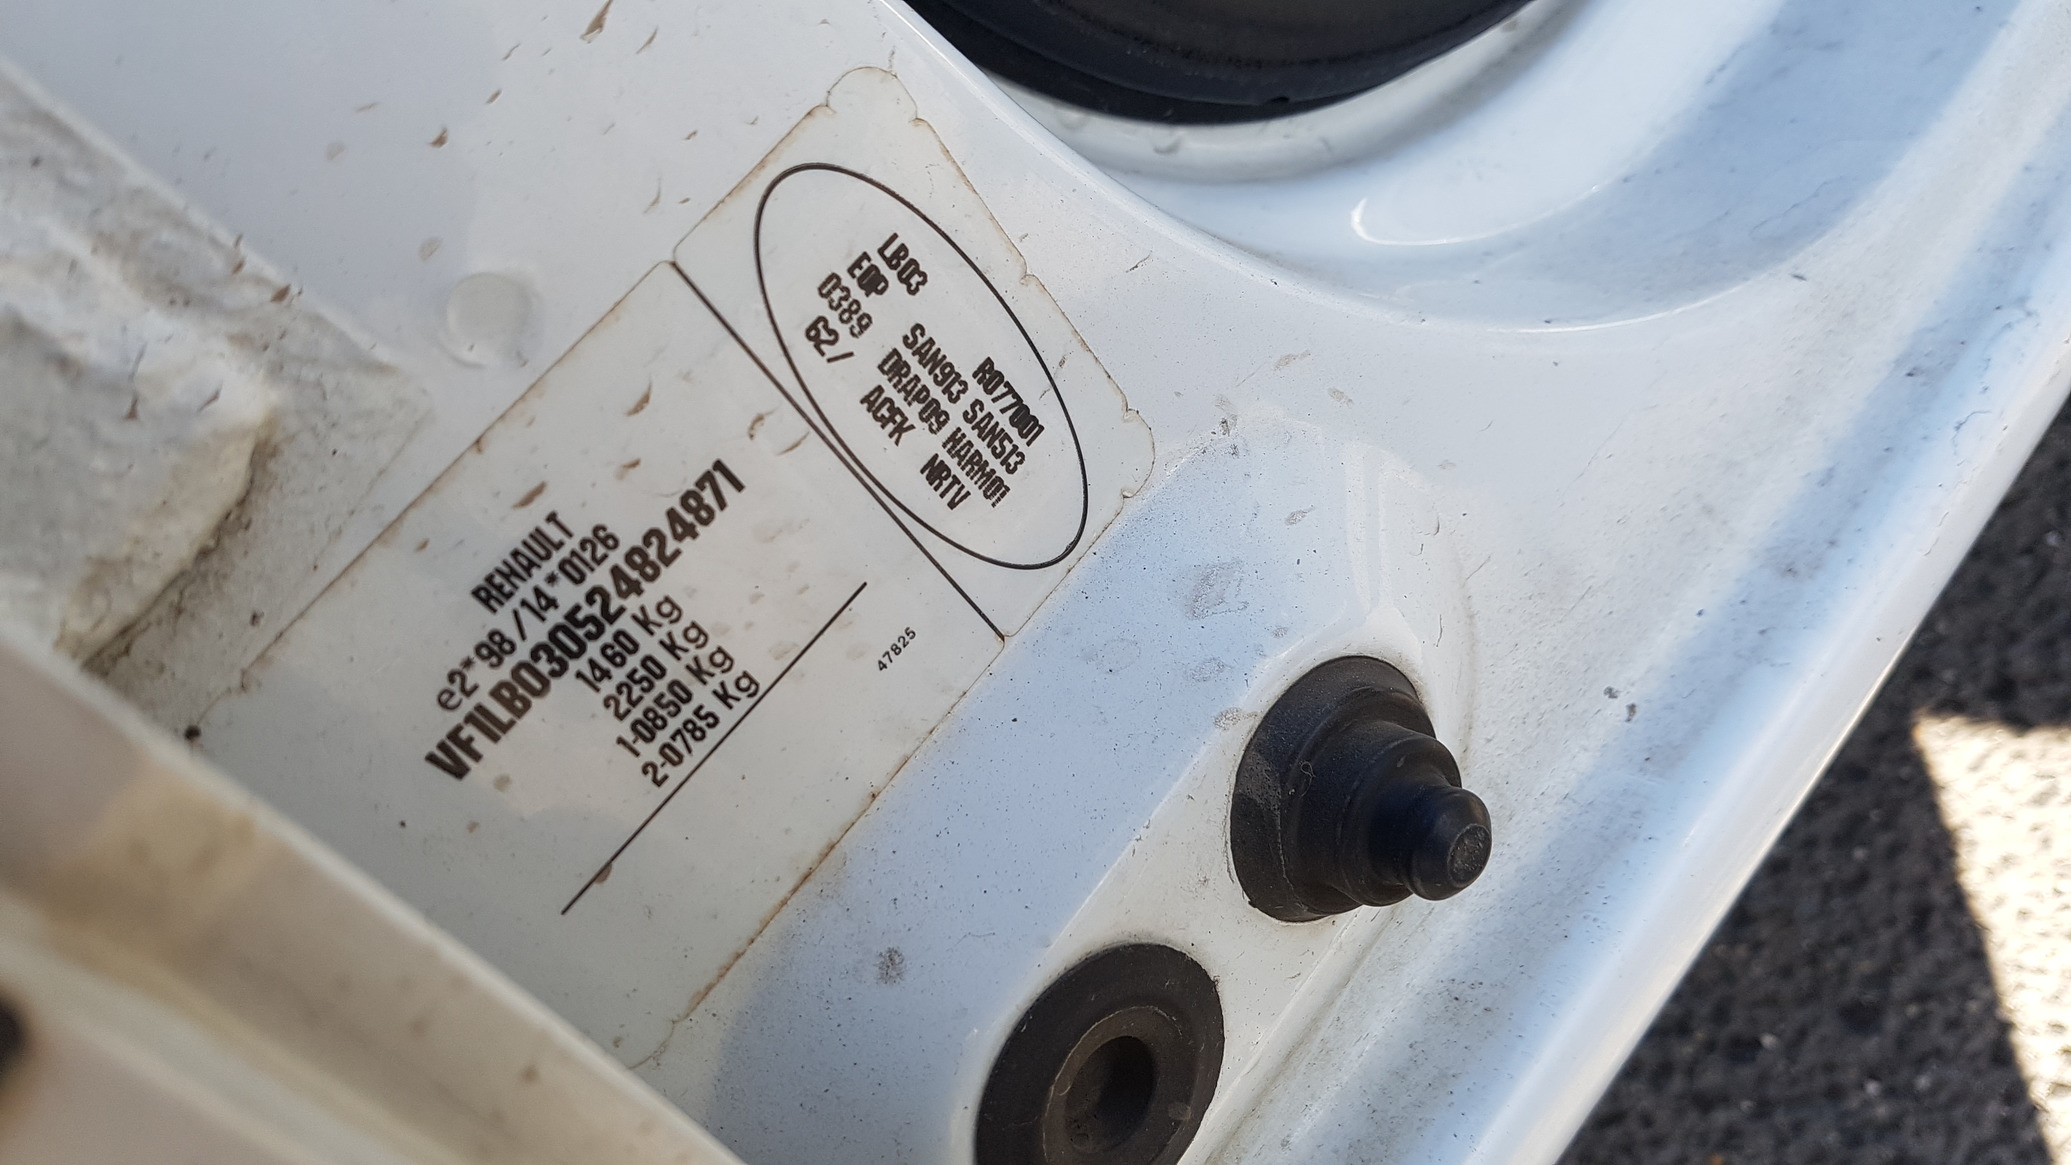 RENAULT
e2*98/14*0126
VF1LB030524824871
1460 Kg
2250 Kg
1-0850 Kg
2-0785 Kg
47825
LB03 R077001
E0P SAN913 SAN513
0389 DRAP09 HARM01
62/ ACFK NRTV